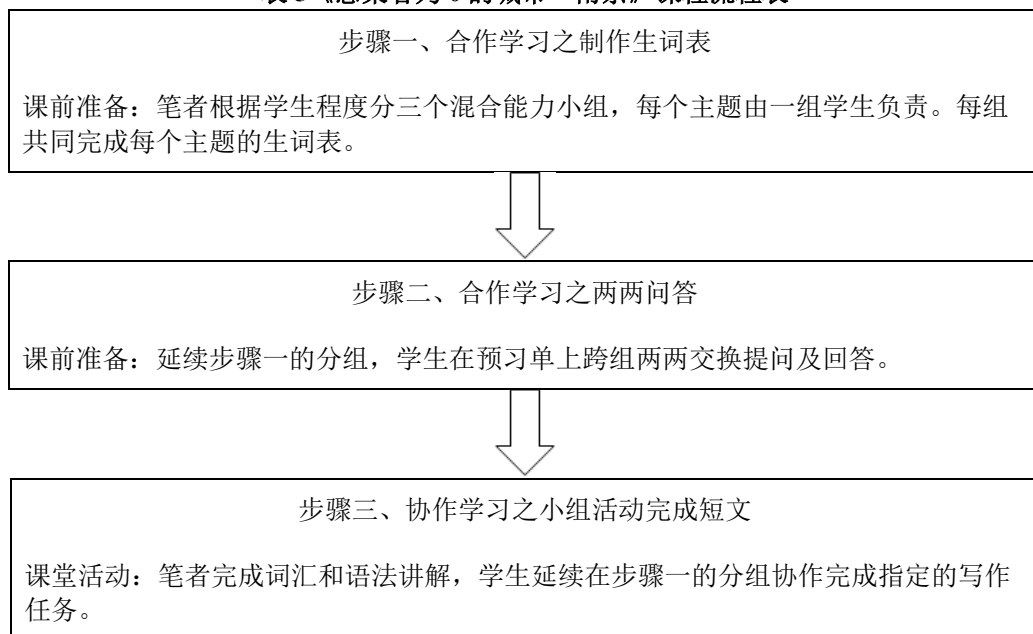 步骤一、合作学习之制作生词表
课前准备：笔者根据学生程度分三个混合能力小组，每个主题由一组学生负责。每组
共同完成每个主题的生词表。
步骤二、合作学习之两两问答
课前准备：延续步骤一的分组，学生在预习单上跨组两两交换提问及回答。
步骤三、协作学习之小组活动完成短文
课堂活动：笔者完成词汇和语法讲解，学生延续在步骤一的分组协作完成指定的写作
任务。